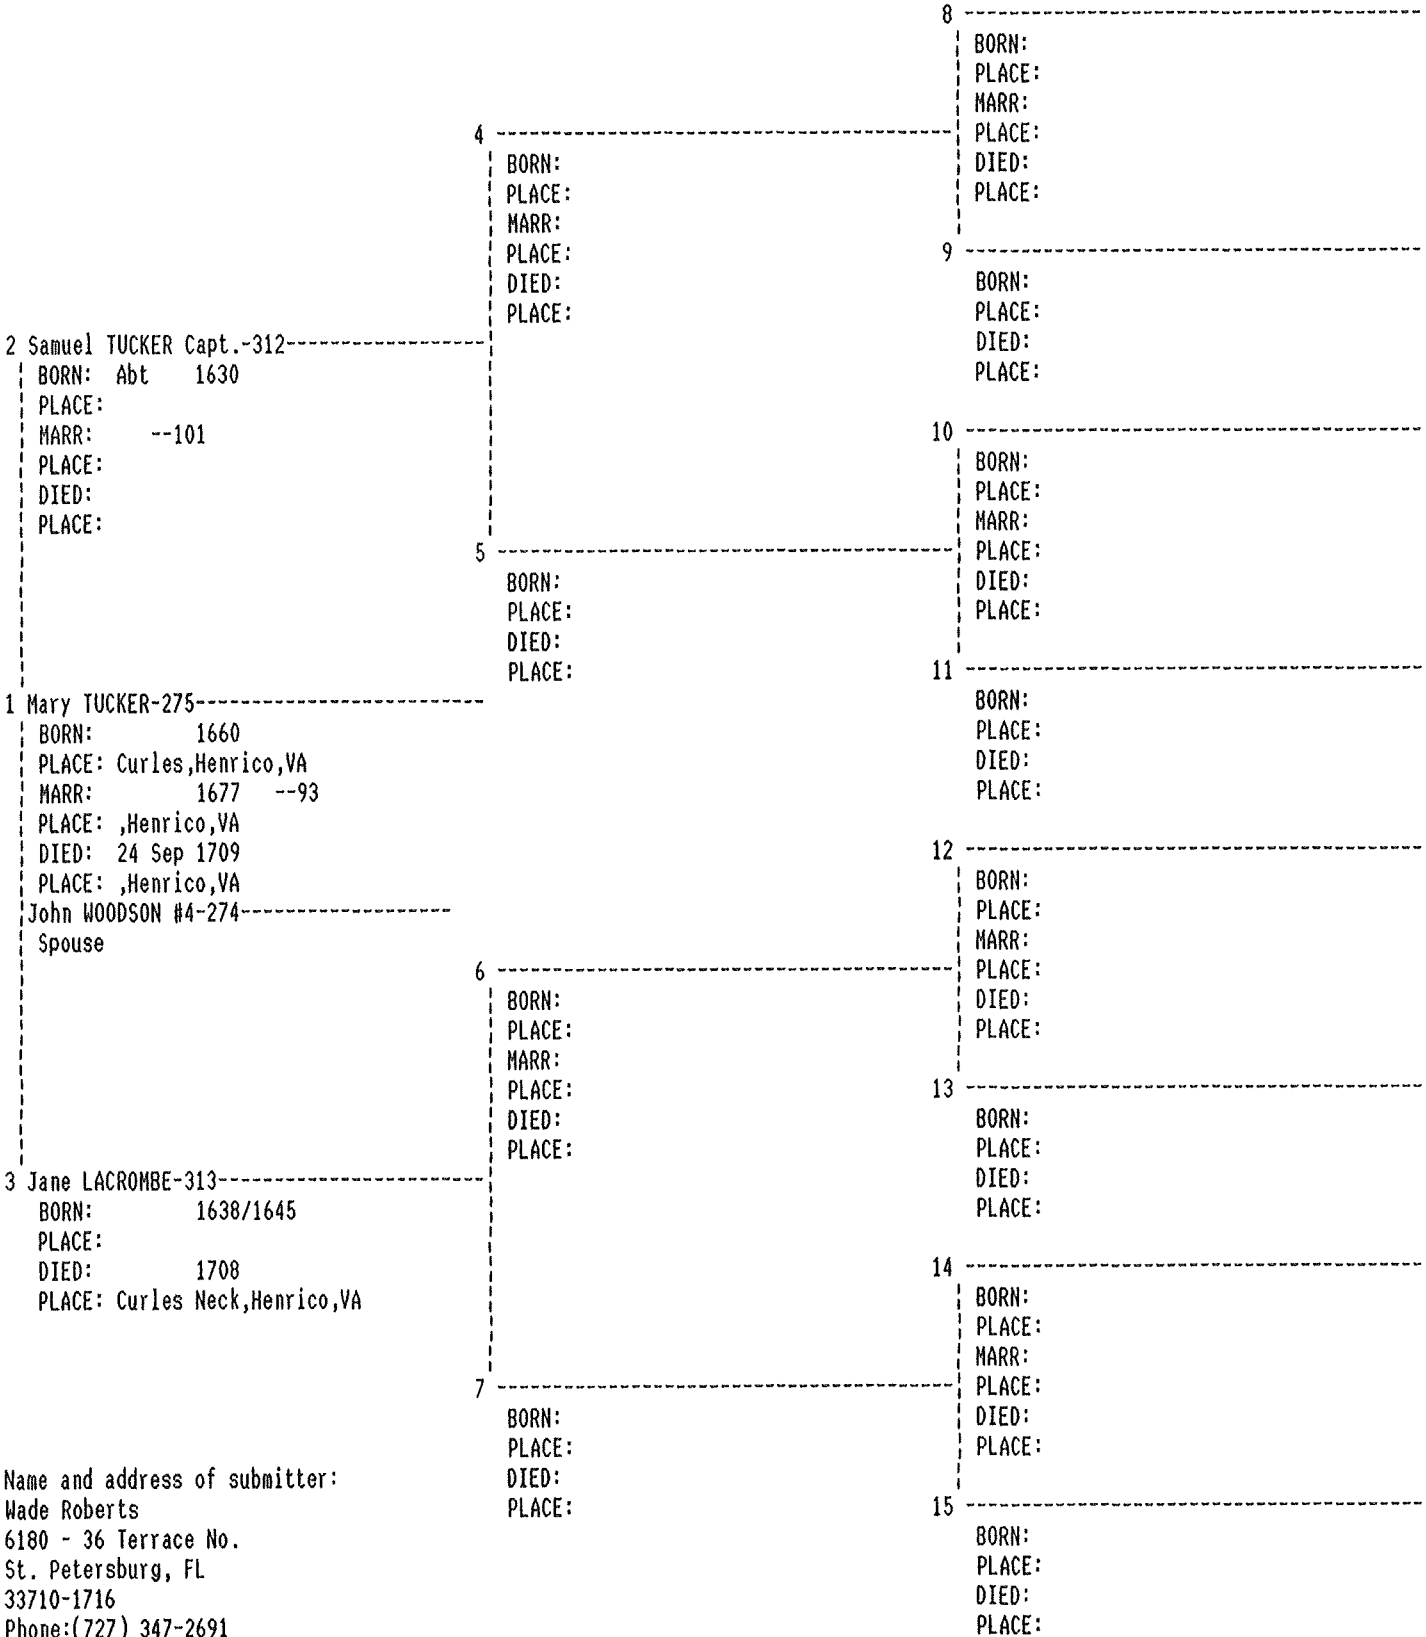 8
BORN:
PLACE:
MARR:
PLACE:
DIED:
PLACE:
4
BORN:
PLACE:
MARR:
PLACE:
DIED:
PLACE:
9
BORN:
PLACE:
DIED:
PLACE:
2 Samuel TUCKER Capt.-312
BORN: Abt 1630
PLACE:
MARR: --101
PLACE:
DIED:
PLACE:
10
BORN:
PLACE:
MARR:
PLACE:
DIED:
PLACE:
5
BORN:
PLACE:
DIED:
PLACE:
11
BORN:
PLACE:
DIED:
PLACE:
1 Mary TUCKER-275
BORN: 1660
PLACE: Curles,Henrico,VA
MARR: 1677 --93
PLACE: ,Henrico,VA
DIED: 24 Sep 1709
PLACE: ,Henrico,VA
John WOODSON #4-274
Spouse
12
BORN:
PLACE:
MARR:
PLACE:
DIED:
PLACE:
6
BORN:
PLACE:
MARR:
PLACE:
DIED:
PLACE:
13
BORN:
PLACE:
DIED:
PLACE:
3 Jane LACROMBE-313
BORN: 1638/1645
PLACE:
DIED: 1708
PLACE: Curles Neck,Henrico,VA
14
BORN:
PLACE:
MARR:
PLACE:
DIED:
PLACE:
7
BORN:
PLACE:
DIED:
PLACE:
15
BORN:
PLACE:
DIED:
PLACE:
Name and address of submitter:
Wade Roberts
6180 - 36 Terrace No.
St. Petersburg, FL
33710-1716
Phone:(727) 347-2691